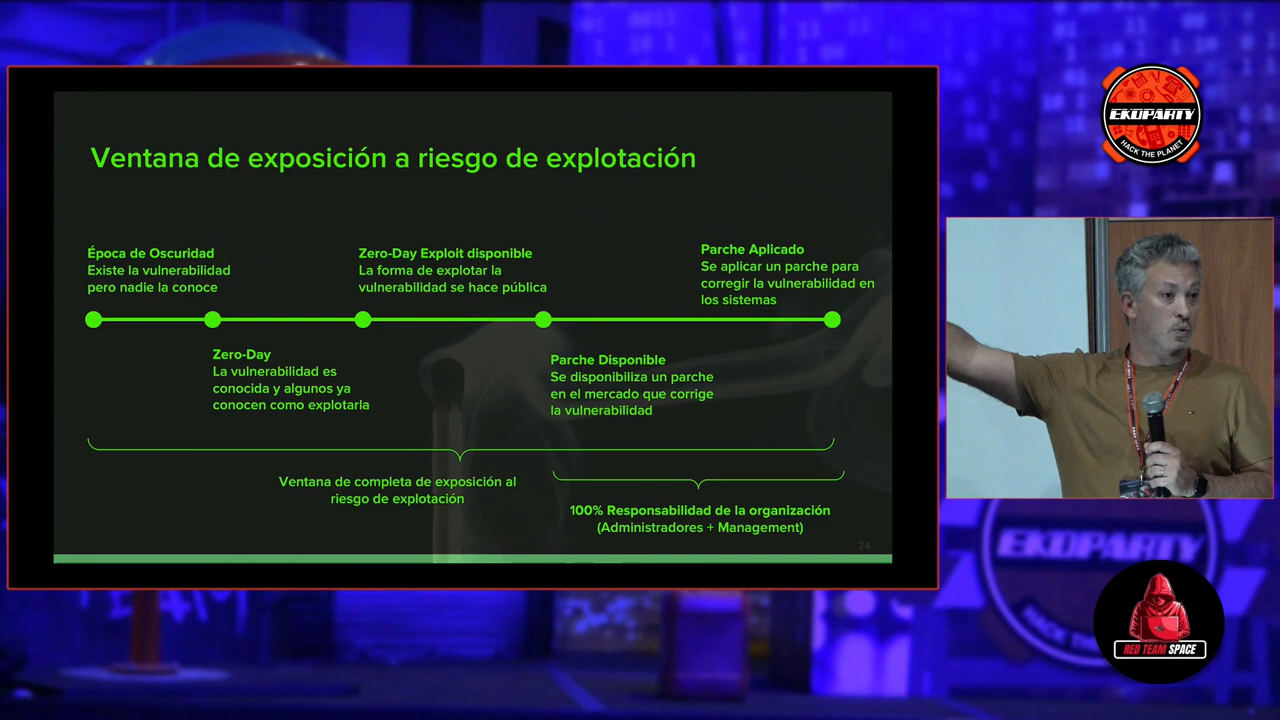 Ventana de exposición a riesgo de explotación
Época de Oscuridad
Existe la vulnerabilidad
pero nadie la conoce
Zero-Day Exploit disponible
La forma de explotar la
vulnerabilidad se hace pública
Parche Aplicado
Se aplicar un parche para
corregir la vulnerabilidad en
los sistemas
Zero-Day
La vulnerabilidad es
conocida y algunos ya
conocen como explotarla
Parche Disponible
Se disponibiliza un parche
en el mercado que corrige
la vulnerabilidad
Ventana de completa de exposición al
riesgo de explotación
100% Responsabilidad de la organización
(Administradores + Management)
24
EKOPARTY
HACK THE PLANET
EKOPARTY
HACK THE
RED TEAM SPACE